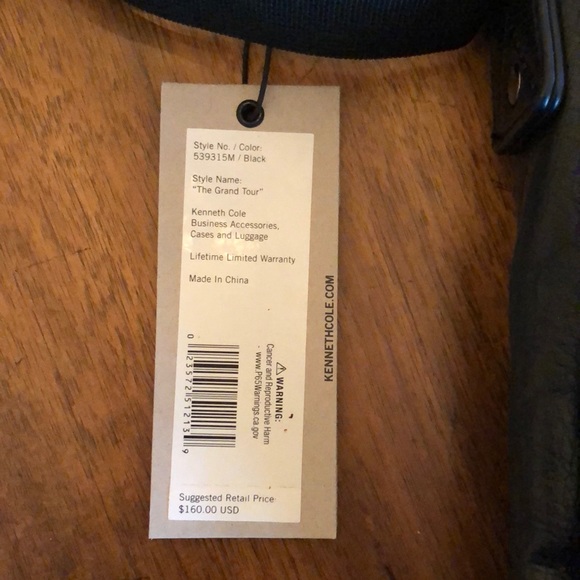 Style No. / Color:
539315M / Black
Style Name:
"The Grand Tour"
Kenneth Cole
Business Accessories,
Cases and Luggage
Lifetime Limited Warranty
Made In China
KENNETHCOLE.COM
⚠ WARNING:
Cancer and Reproductive Harm
- www.P65Warnings.ca.gov
0 23572 51213 9
Suggested Retail Price
$160.00 USD